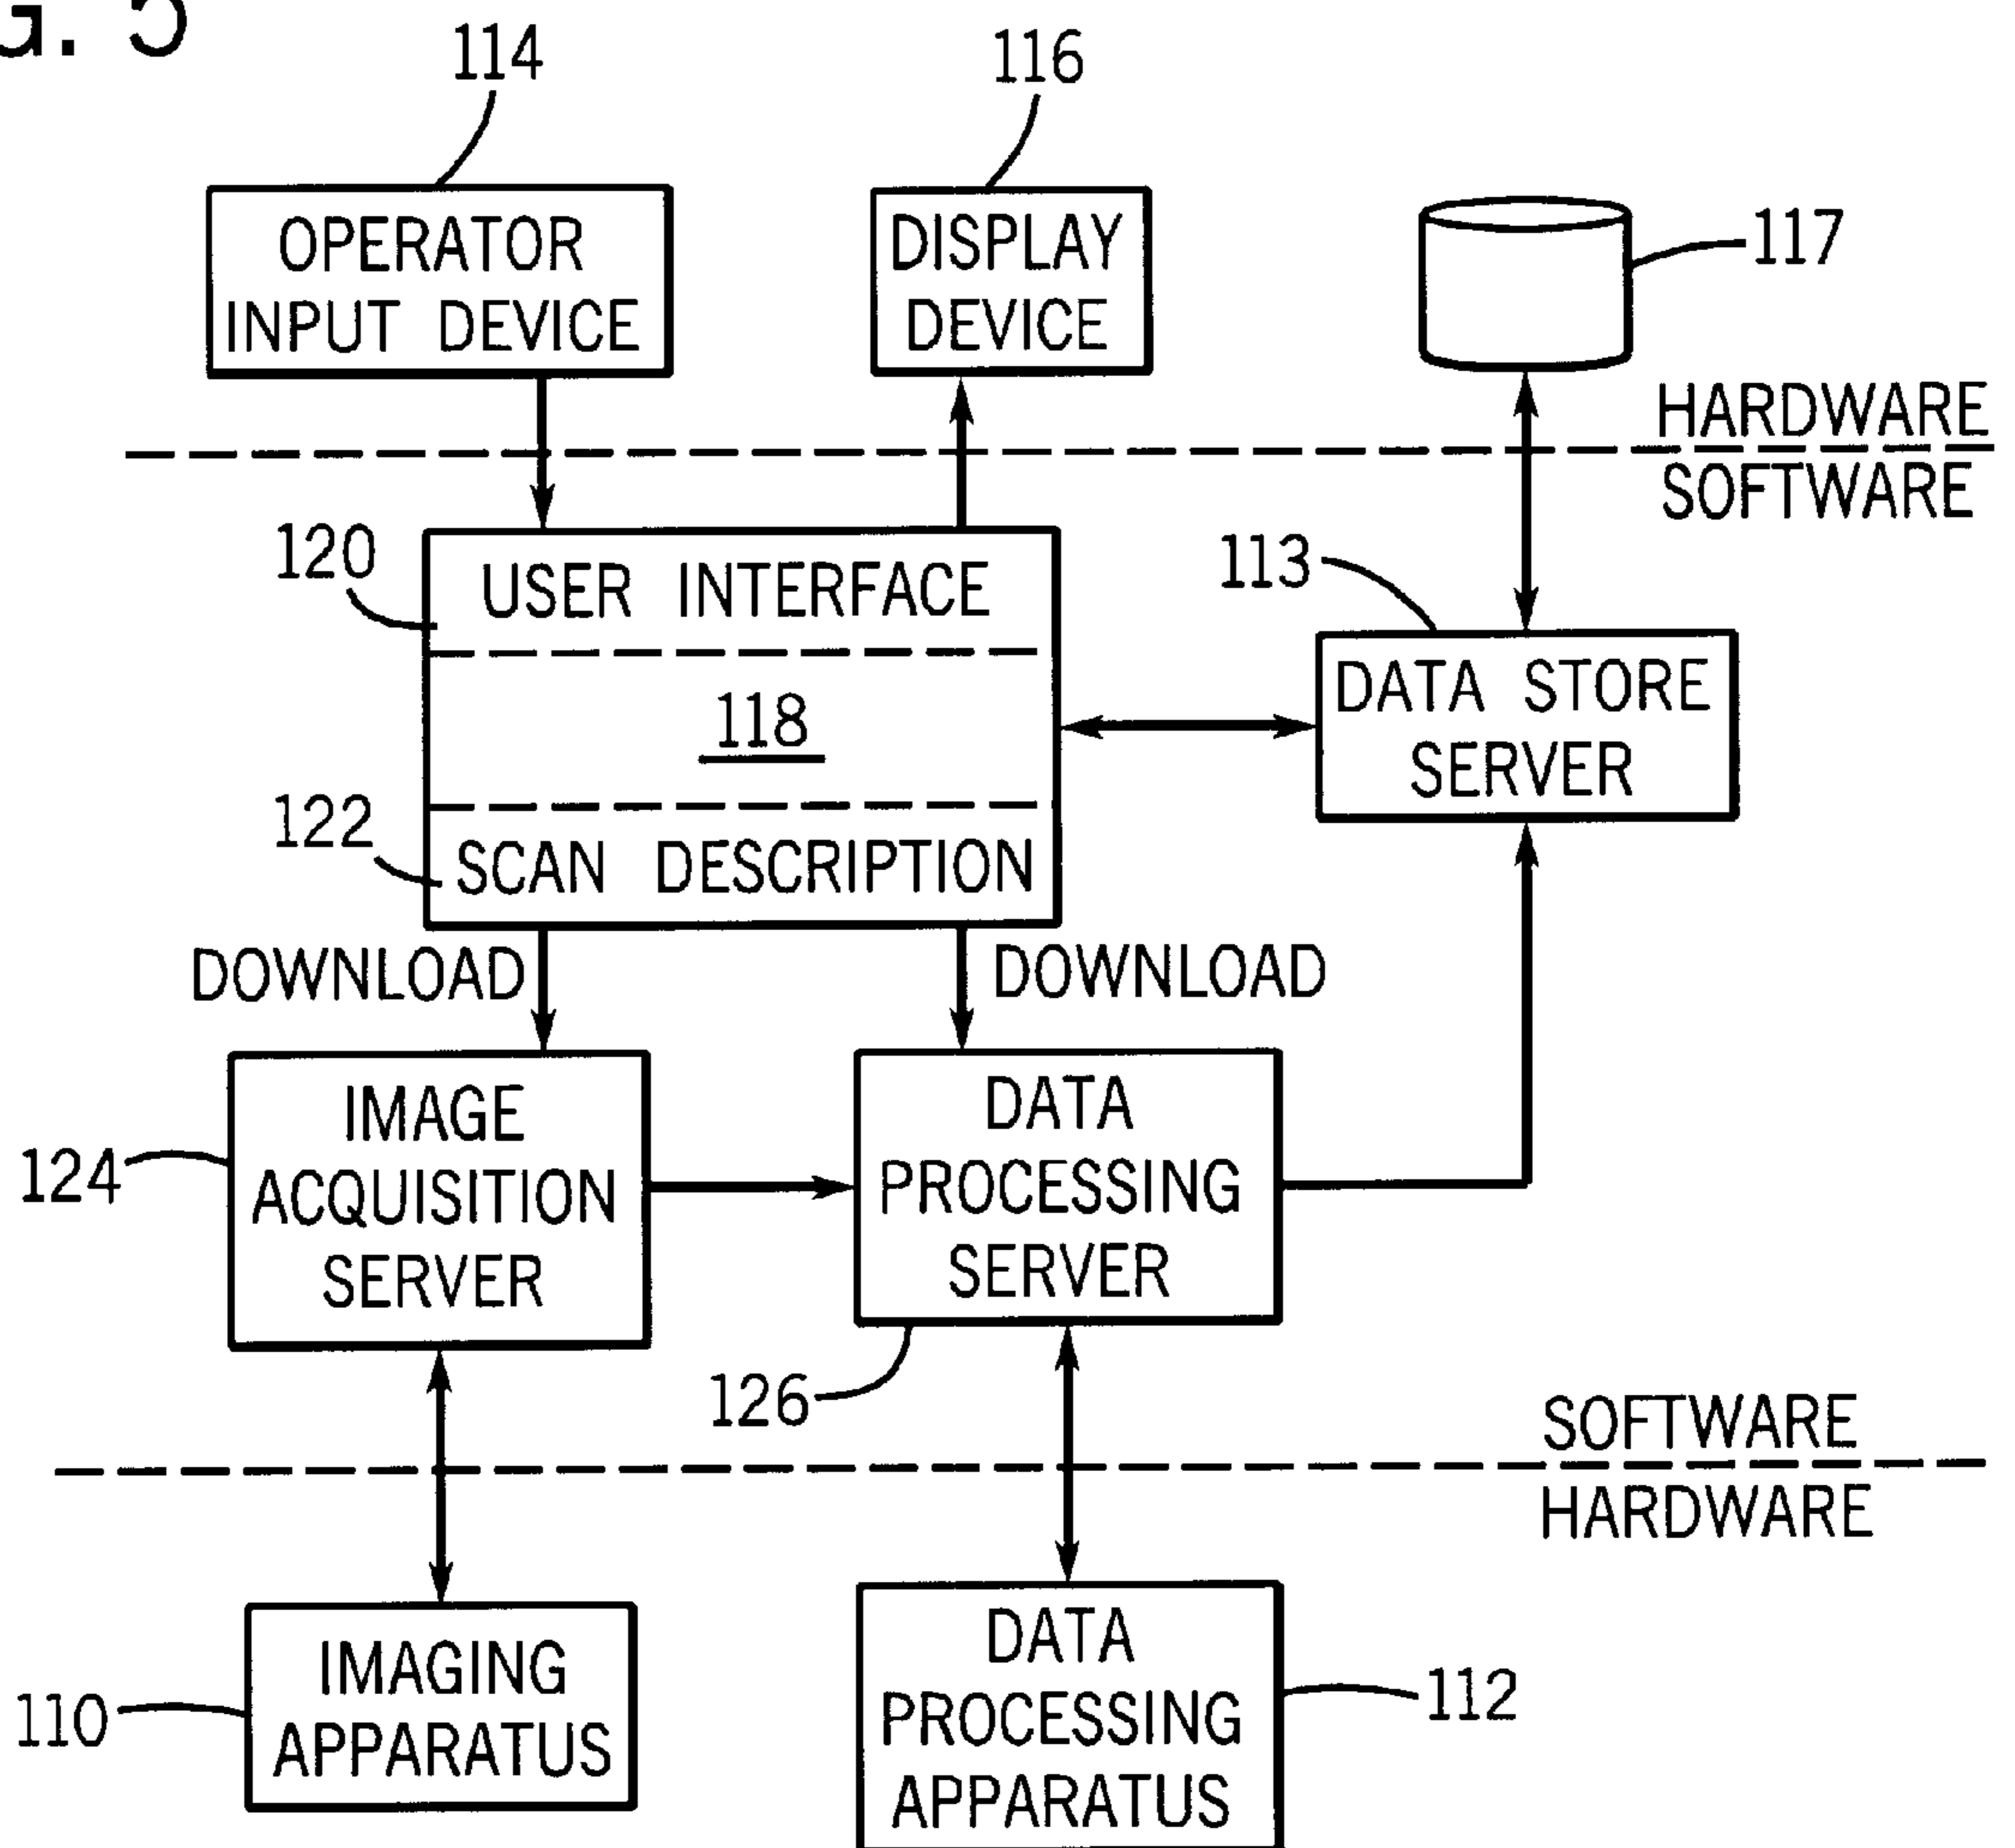 G. 5
114
116
OPERATOR
INPUT DEVICE
DISPLAY
DEVICE
117
HARDWARE
SOFTWARE
120
USER INTERFACE
113
118
DATA STORE
SERVER
122
SCAN DESCRIPTION
DOWNLOAD
DOWNLOAD
124
IMAGE
ACQUISITION
SERVER
DATA
PROCESSING
SERVER
126
SOFTWARE
HARDWARE
110
IMAGING
APPARATUS
DATA
PROCESSING
APPARATUS
112